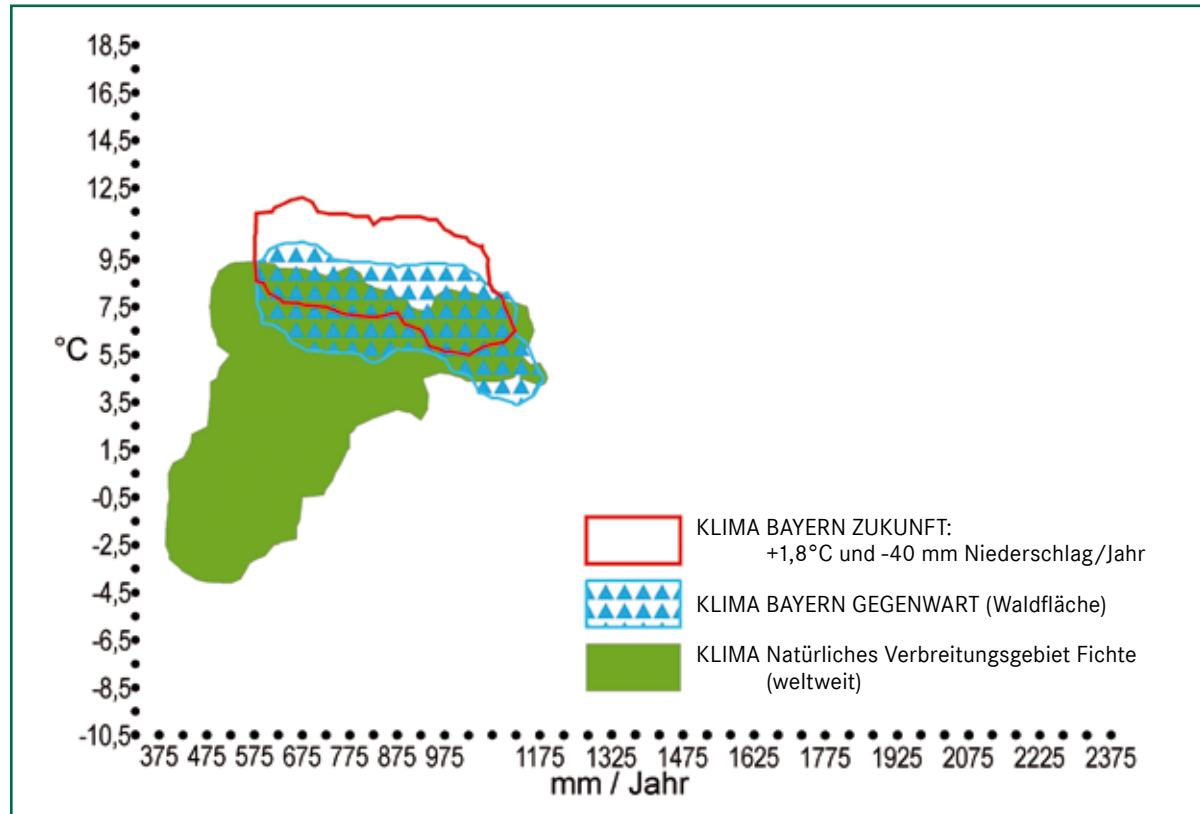 18,5
16,5
14,5
12,5
9,5
7,5
°C
5,5
3,5
1,5
-0,5
-2,5
-4,5
-6,5
-8,5
-10,5
KLIMA BAYERN ZUKUNFT:
+1,8°C und -40 mm Niederschlag/Jahr
KLIMA BAYERN GEGENWART (Waldfläche)
KLIMA Natürliches Verbreitungsgebiet Fichte
(weltweit)
375 475 575 675 775 875 975 1175 1325 1475 1625 1775 1925 2075 2225 2375
mm / Jahr